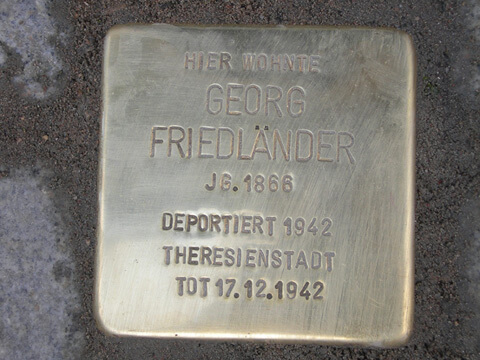 HIER WOHNTE
GEORG
FRIEDLÄNDER
JG. 1866
DEPORTIERT 1942
THERESIENSTADT
TOT 17.12.1942